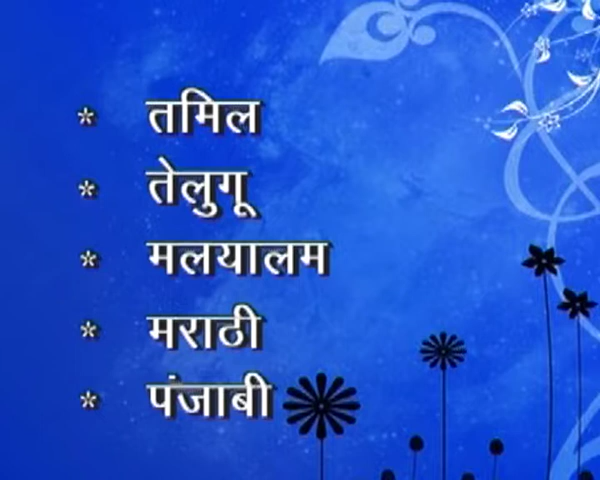 * तमिल
* तेलुगू
* मलयालम
* मराठी
* पंजाबी